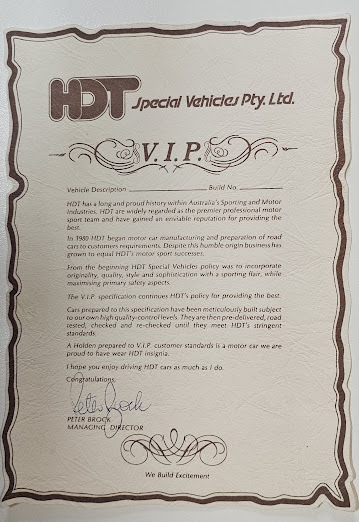 HDT Special Vehicles Pty. Ltd.
V.I.P.
Vehicle Description Build No.
HDT has a long and proud history within Australia's Sporting and Motor
Industries. HDT are widely regarded as the premier professional motor
sport team and have gained an enviable reputation for providing the
best.
In 1980 HDT began motor car manufacturing and preparation of road
cars to customers requirements. Despite this humble origin business has
grown to equal HDT's motor sport successes.
From the beginning HDT Special Vehicles policy was to incorporate
originality, quality, style and sophistication with a sporting flair, while
maximising primary safety aspects.
The V.I.P. specification continues HDT's policy for providing the best.
Cars prepared to this specification have been meticulously built subject
to our own high quality-control levels. They are then pre-delivered, road
tested, checked and re-checked until they meet HDT's stringent
standards.
A Holden prepared to V.I.P. customer standards is a motor car we are
proud to have wear HDT insignia.
I hope you enjoy driving HDT cars as much as I do.
Congratulations,
Peter Brock
PETER BROCK
MANAGING DIRECTOR
We Build Excitement